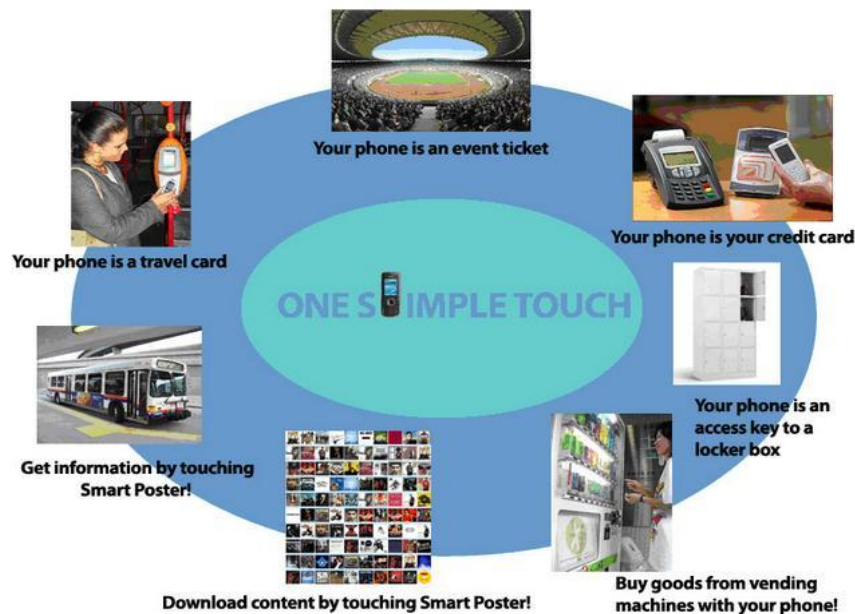 Your phone is an event ticket
Your phone is a travel card
Your phone is your credit card
ONE SIMPLE TOUCH
Your phone is an
access key to a
locker box
Get information by touching
Smart Poster!
Download content by touching Smart Poster!
Buy goods from vending
machines with your phone!